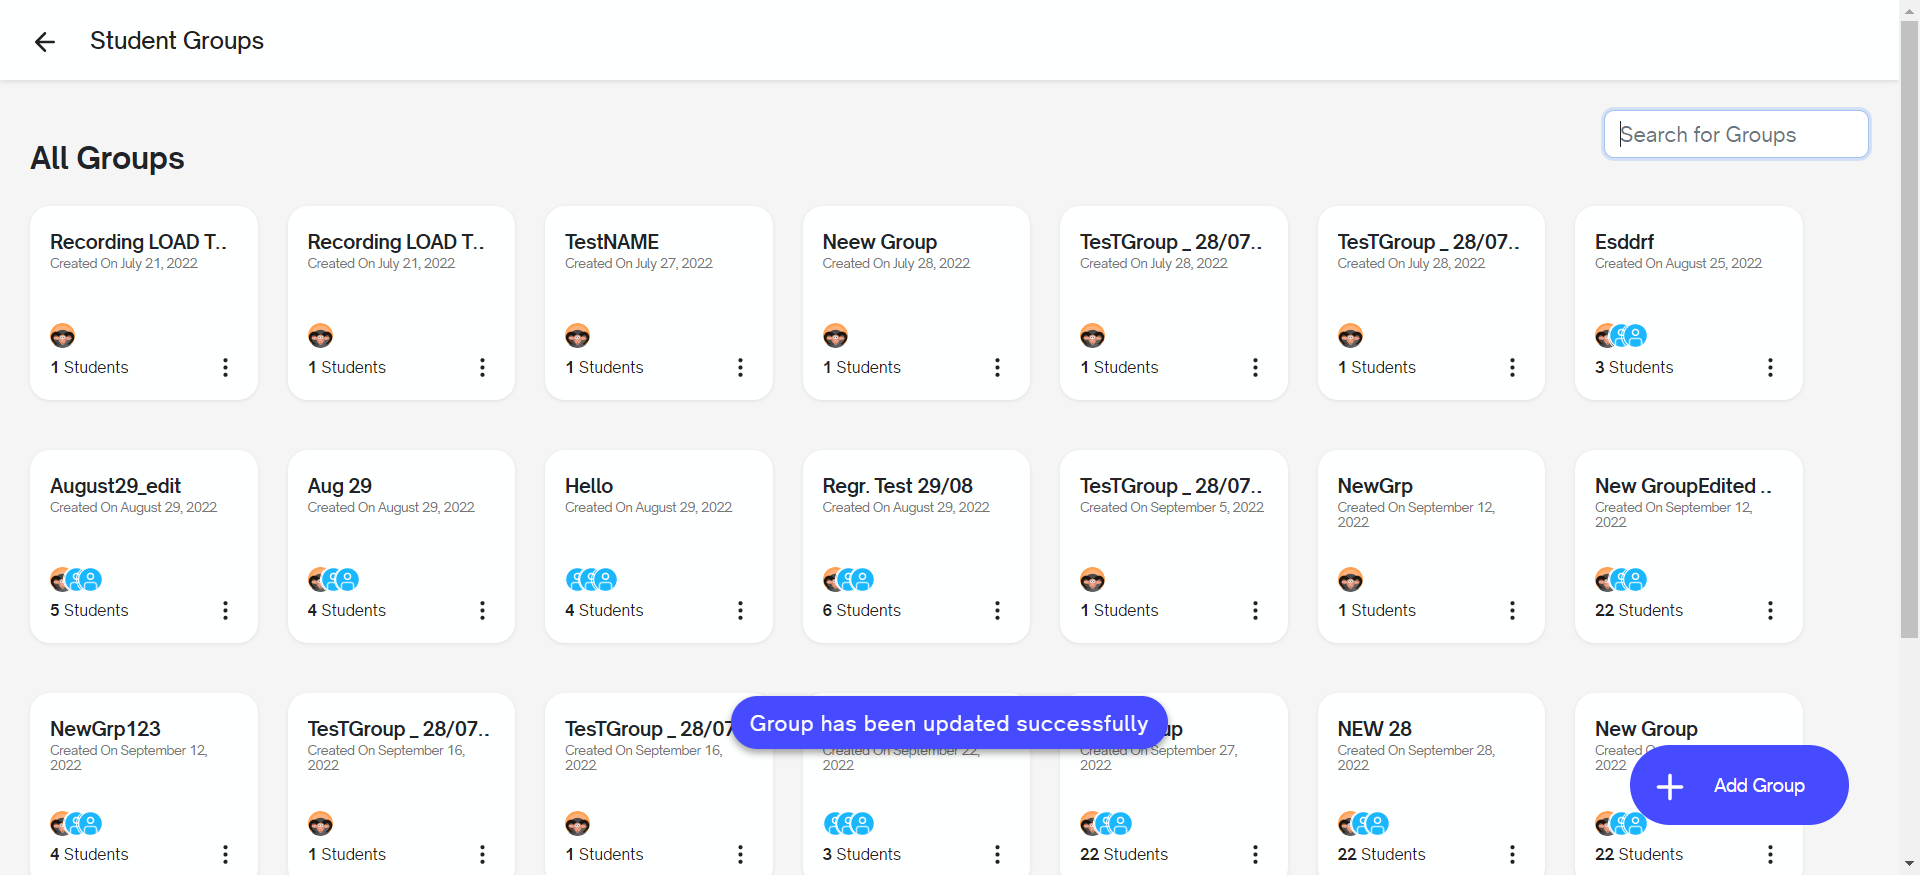 Student Groups
Search for Groups
All Groups
Recording LOAD T..
Created On July 21, 2022
1 Students
Recording LOAD T..
Created On July 21, 2022
1 Students
TestNAME
Created On July 27, 2022
1 Students
Neew Group
Created On July 28, 2022
1 Students
TesTGroup _ 28/07..
Created On July 28, 2022
1 Students
TesTGroup _ 28/07..
Created On July 28, 2022
1 Students
Esddrf
Created On August 25, 2022
3 Students
August29_edit
Created On August 29, 2022
5 Students
Aug 29
Created On August 29, 2022
4 Students
Hello
Created On August 29, 2022
4 Students
Regr. Test 29/08
Created On August 29, 2022
6 Students
TesTGroup _ 28/07..
Created On September 5, 2022
1 Students
NewGrp
Created On September 12,
2022
1 Students
New GroupEdited ..
Created On September 12,
2022
22 Students
NewGrp123
Created On September 12,
2022
4 Students
TesTGroup _ 28/07..
Created On September 16,
2022
1 Students
TesTGroup _ 28/07
Created On September 16,
2022
1 Students
Group has been updated successfully
Created On September 22,
2022
3 Students
up
Created On September 27,
2022
22 Students
NEW 28
Created On September 28,
2022
22 Students
New Group
Created
2022
22 Students
Add Group